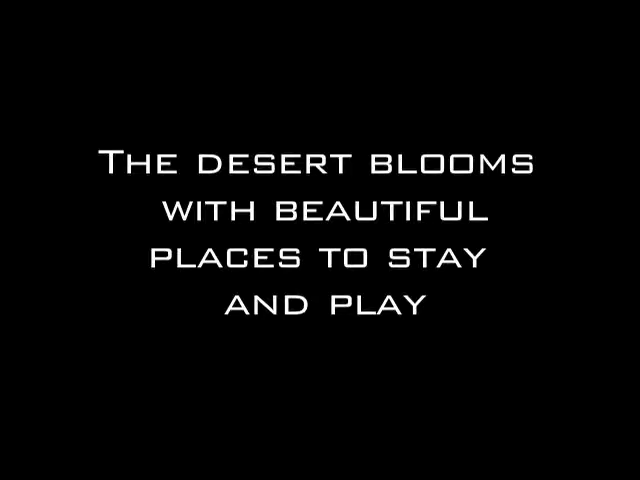 The desert blooms
with beautiful
places to stay
and play